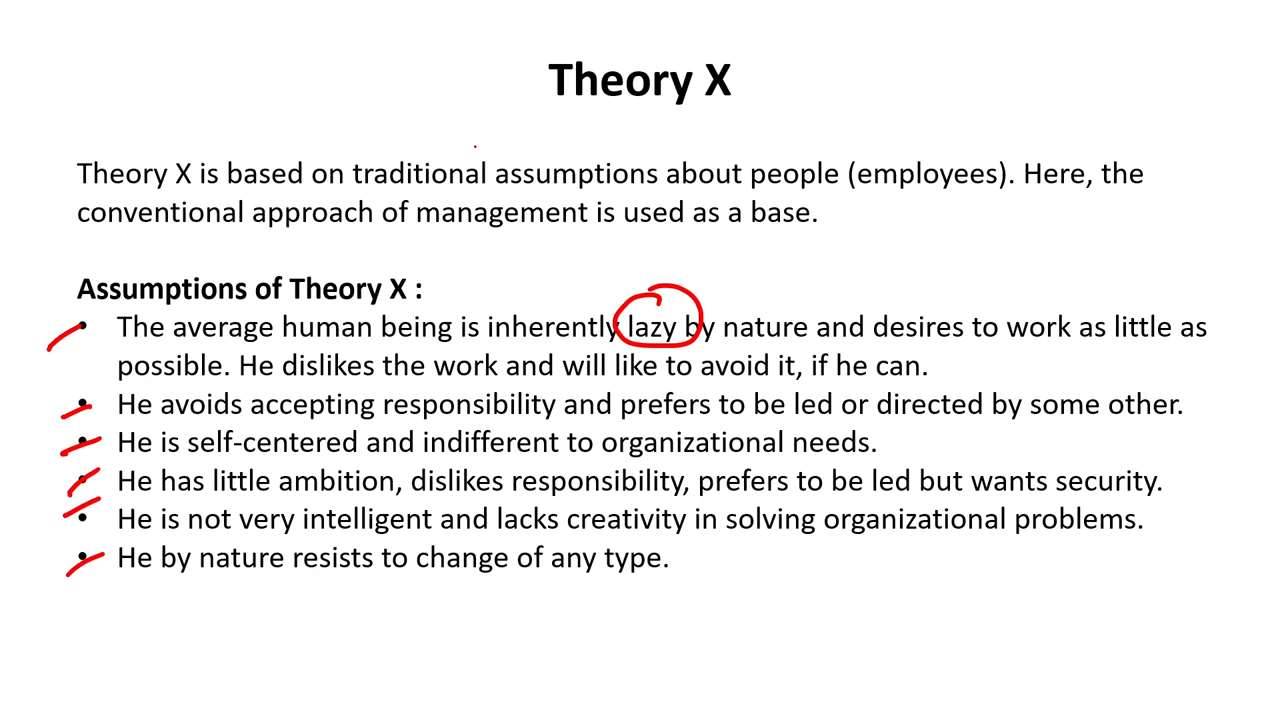 Theory X
Theory X is based on traditional assumptions about people (employees). Here, the
conventional approach of management is used as a base.
Assumptions of Theory X :
• The average human being is inherently lazy by nature and desires to work as little as
possible. He dislikes the work and will like to avoid it, if he can.
• He avoids accepting responsibility and prefers to be led or directed by some other.
• He is self-centered and indifferent to organizational needs.
• He has little ambition, dislikes responsibility, prefers to be led but wants security.
• He is not very intelligent and lacks creativity in solving organizational problems.
• He by nature resists to change of any type.